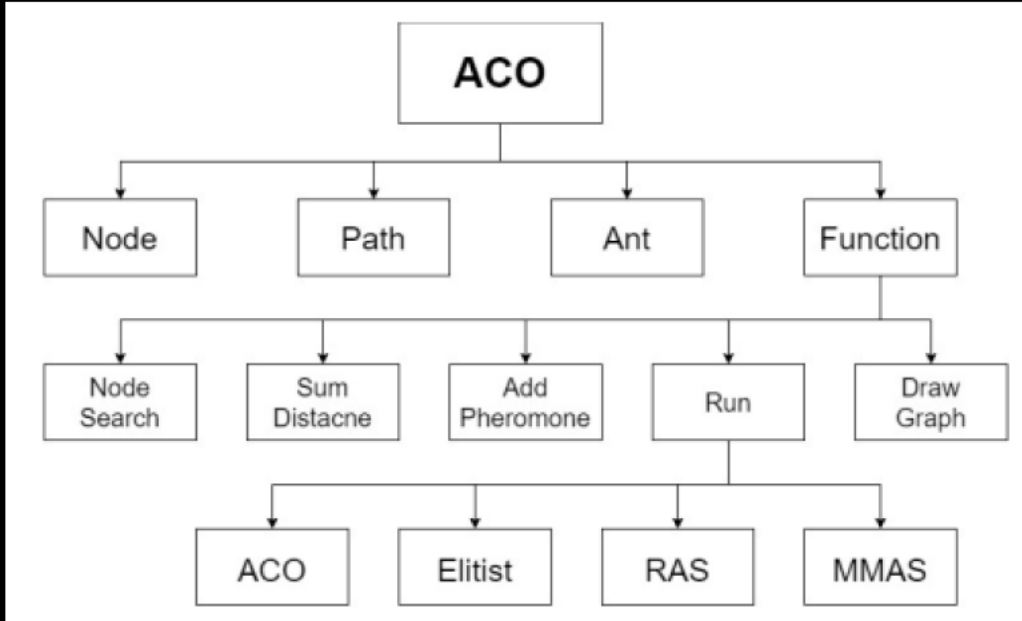 ACO
Node
Path
Ant
Function
Node
Search
Sum
Distacne
Add
Pheromone
Run
Draw
Graph
ACO
Elitist
RAS
MMAS